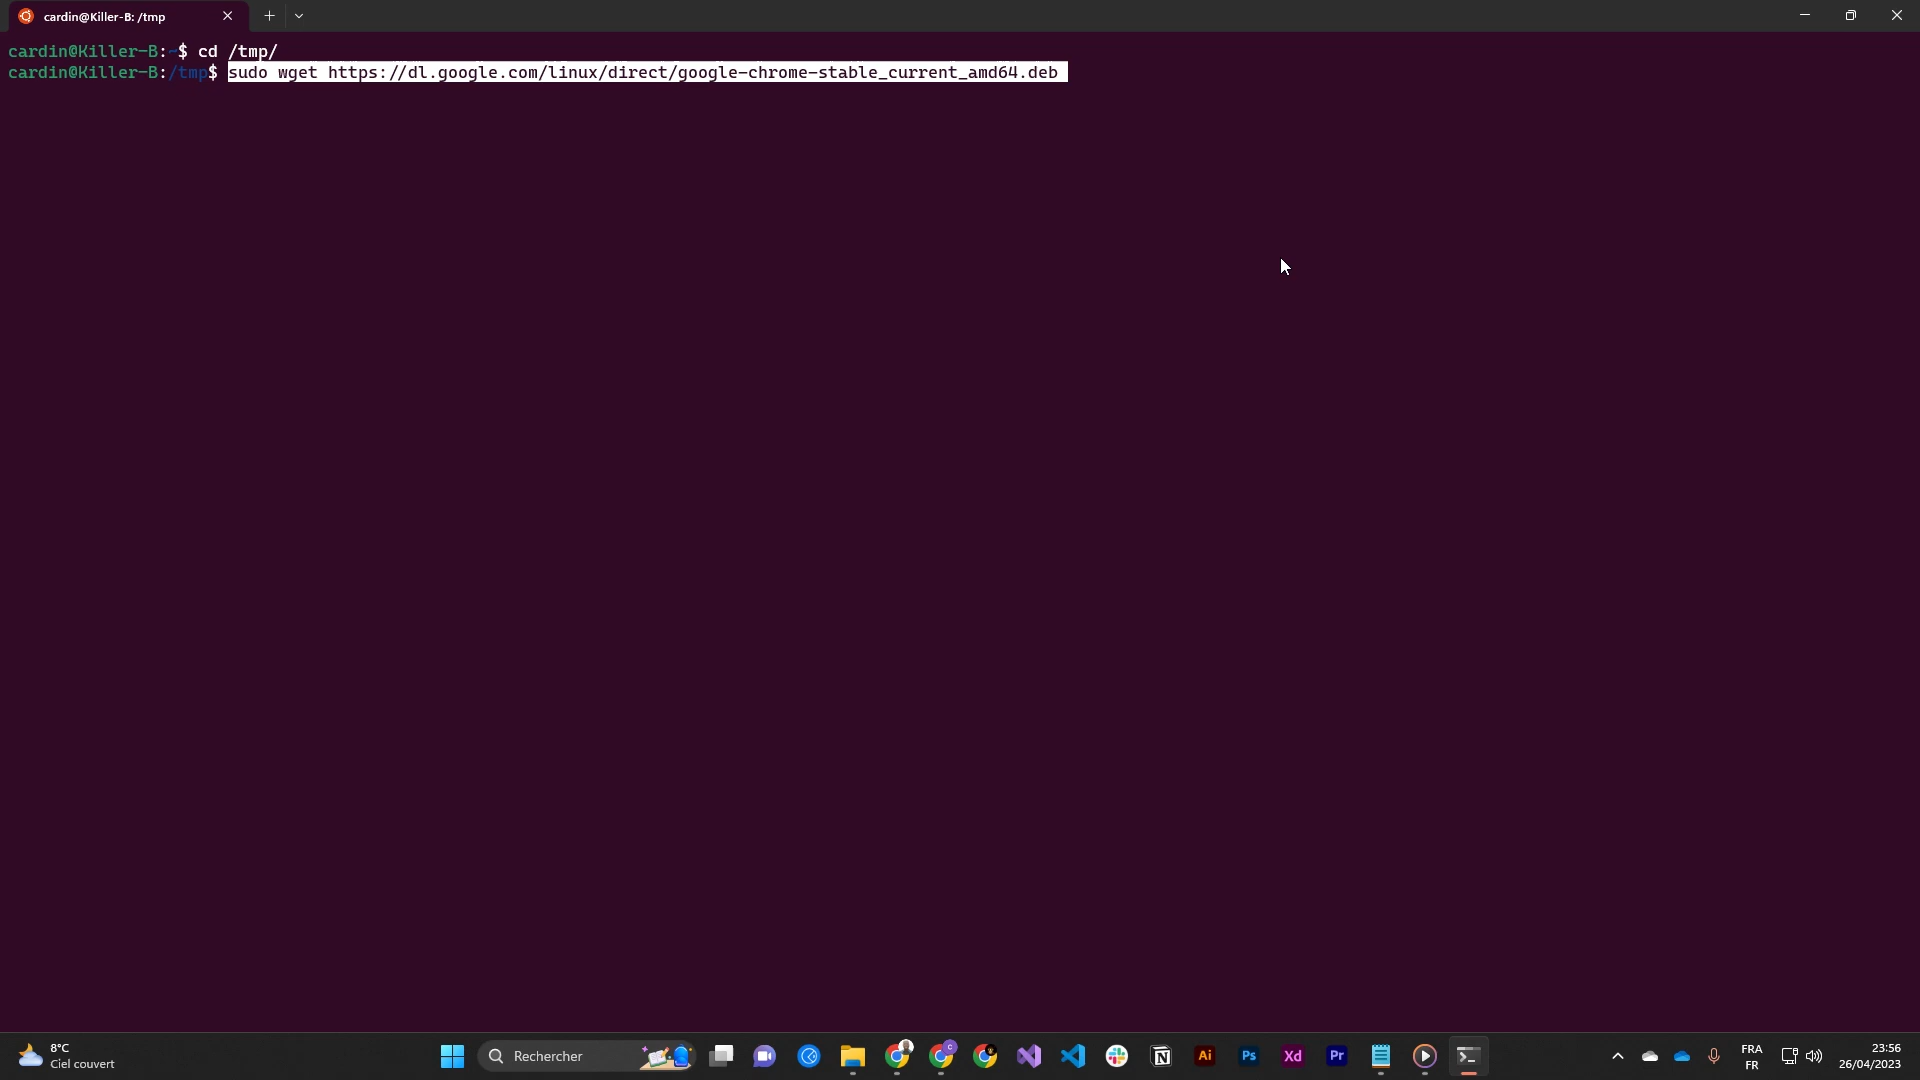 cardin@Killer-B: /tmp
cardin@Killer-B:~$ cd /tmp/
cardin@Killer-B:/tmp$ sudo wget https://dl.google.com/linux/direct/google-chrome-stable_current_amd64.deb
8°C
Ciel couvert
Rechercher
C
Ai
Ps
Xd
Pr
FRA
FR
23:56
26/04/2023